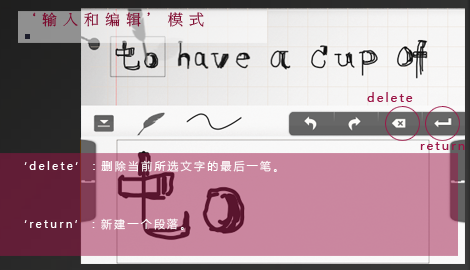 ‘输入和编辑’模式
to have a cup of
delete
return
‘delete’：删除当前所选文字的最后一笔。
‘return’：新建一个段落。
to